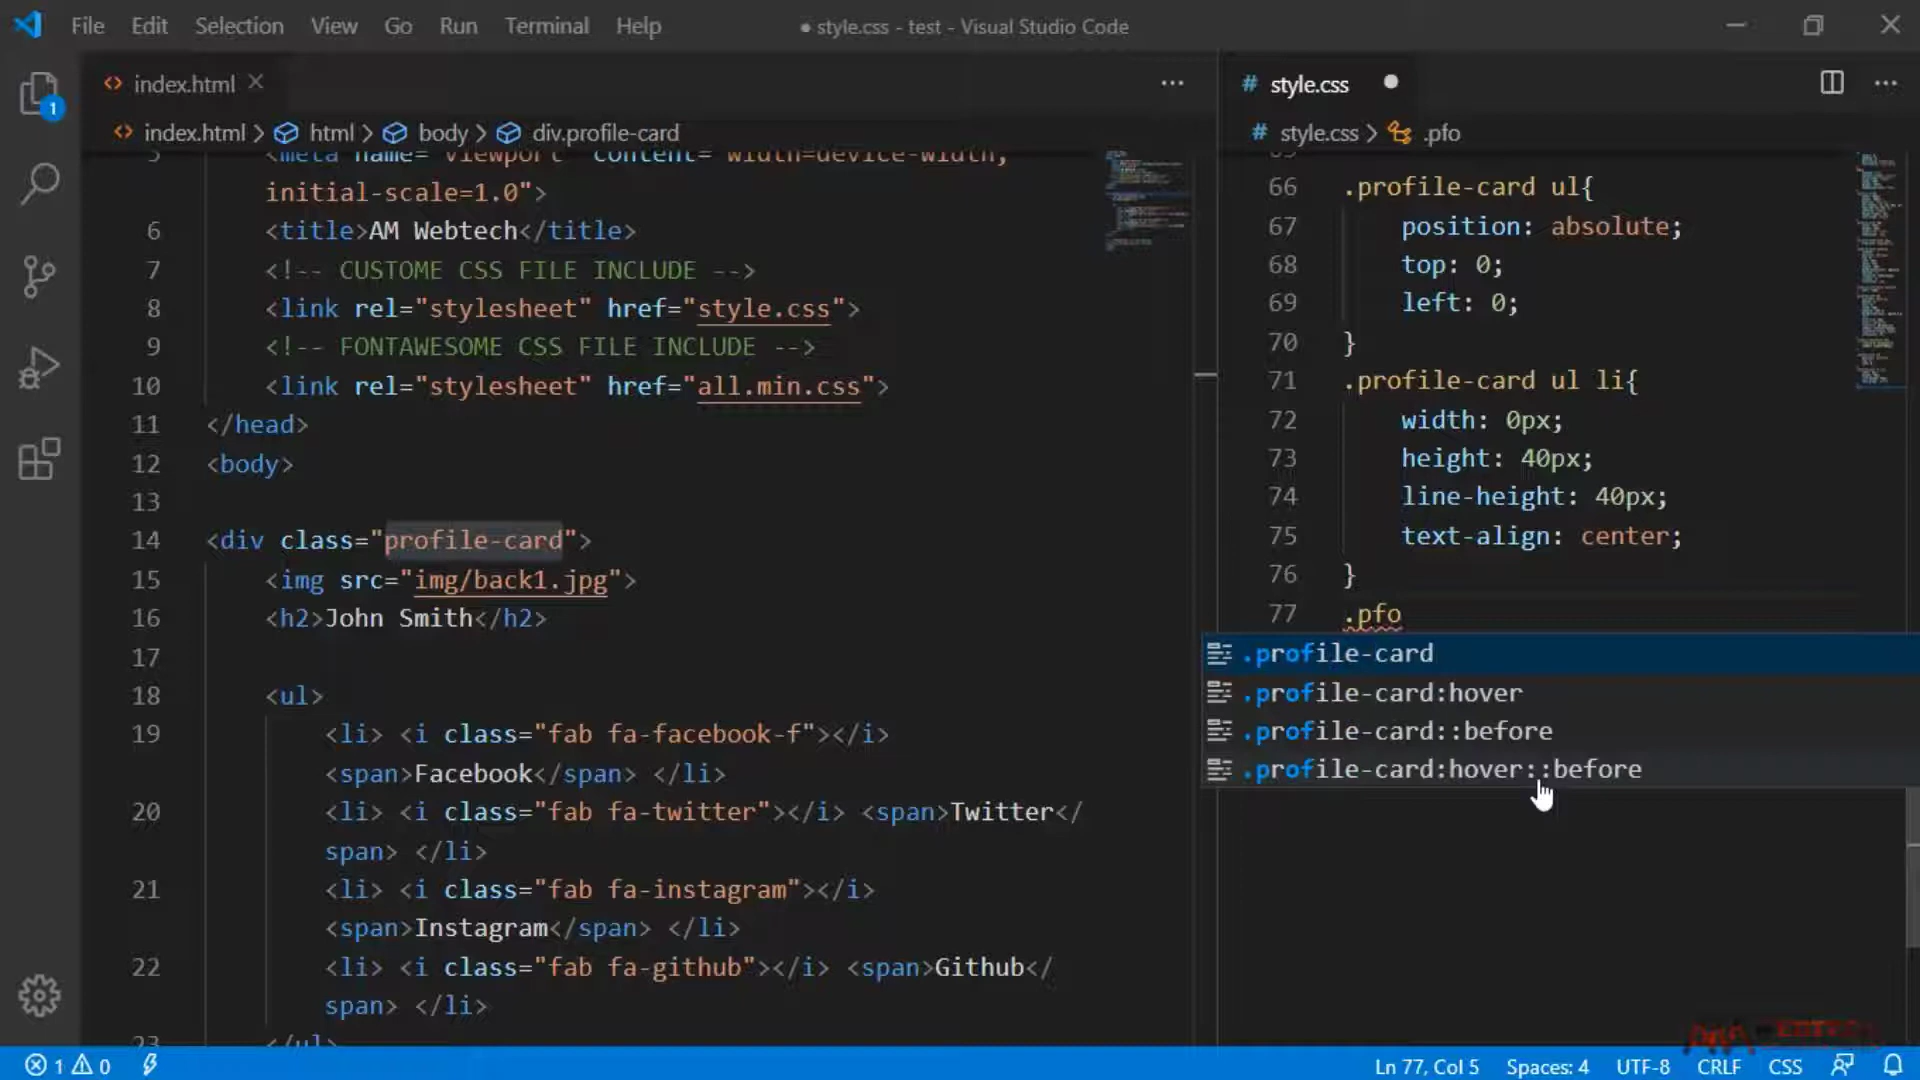 File Edit Selection View Go Run Terminal Help
● style.css - test - Visual Studio Code
index.html
style.css
index.html > html > body > div.profile-card
style.css > .pfo
5 <meta name="viewport" content="width=device-width,
initial-scale=1.0">
6 <title>AM Webtech</title>
7 <!-- CUSTOME CSS FILE INCLUDE -->
8 <link rel="stylesheet" href="style.css">
9 <!-- FONTAWESOME CSS FILE INCLUDE -->
10 <link rel="stylesheet" href="all.min.css">
11 </head>
12 <body>
13
14 <div class="profile-card">
15 <img src="img/back1.jpg">
16 <h2>John Smith</h2>
17
18 <ul>
19 <li> <i class="fab fa-facebook-f"></i>
<span>Facebook</span> </li>
20 <li> <i class="fab fa-twitter"></i> <span>Twitter</
span> </li>
21 <li> <i class="fab fa-instagram"></i>
<span>Instagram</span> </li>
22 <li> <i class="fab fa-github"></i> <span>Github</
span> </li>
23 </ul>
65
66 .profile-card ul{
67 position: absolute;
68 top: 0;
69 left: 0;
70 }
71 .profile-card ul li{
72 width: 0px;
73 height: 40px;
74 line-height: 40px;
75 text-align: center;
76 }
77 .pfo
.profile-card
.profile-card:hover
.profile-card::before
.profile-card:hover::before
1
1 0
Ln 77, Col 5 Spaces: 4 UTF-8 CRLF CSS